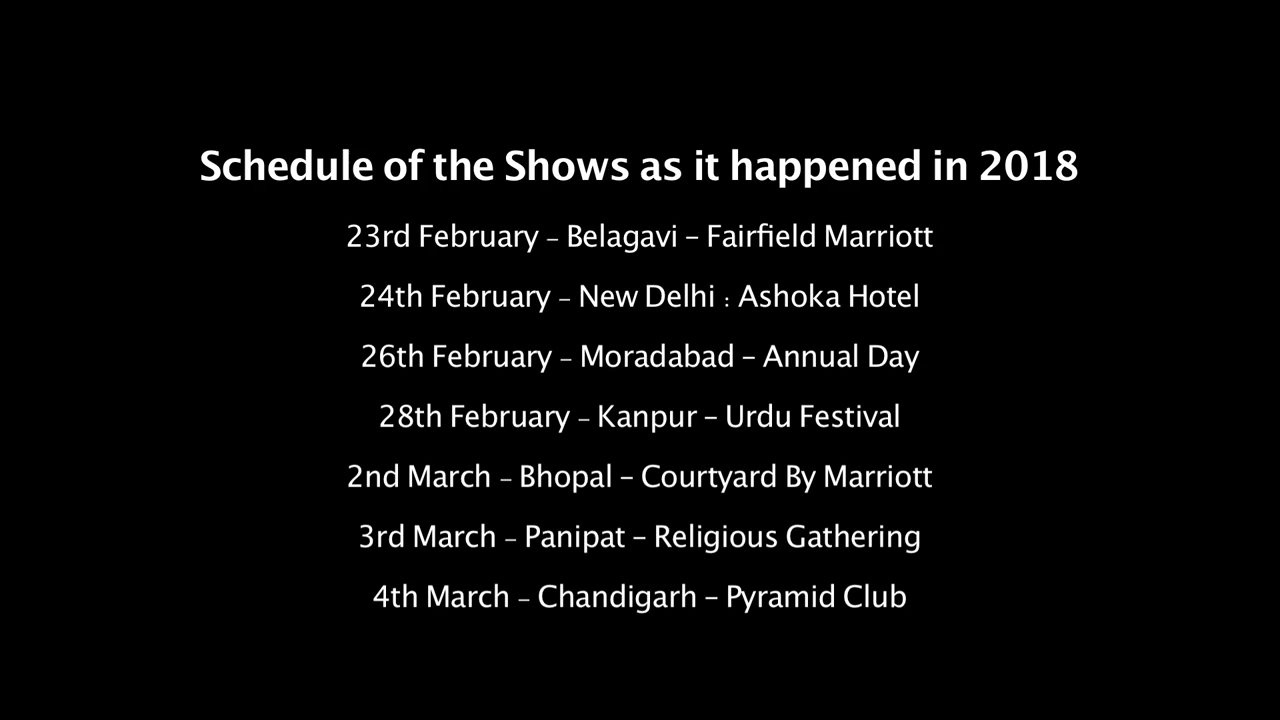 Schedule of the Shows as it happened in 2018
23rd February – Belagavi – Fairfield Marriott
24th February – New Delhi : Ashoka Hotel
26th February – Moradabad – Annual Day
28th February – Kanpur – Urdu Festival
2nd March – Bhopal – Courtyard By Marriott
3rd March – Panipat – Religious Gathering
4th March – Chandigarh – Pyramid Club